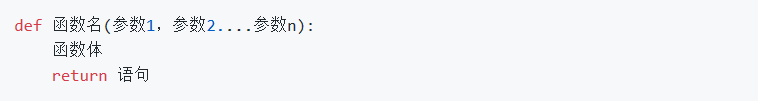 def 函数名(参数1，参数2....参数n):
    函数体
    return 语句